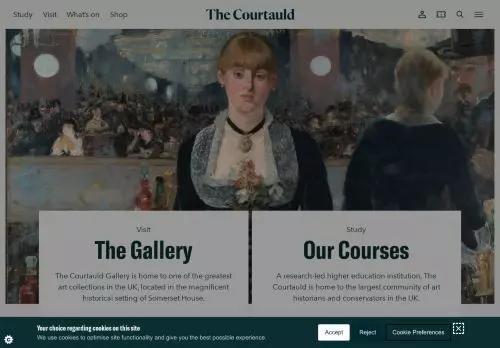 Study Visit What's on Shop
The Courtauld
Visit
The Gallery
The Courtauld Gallery is home to one of the greatest
art collections in the UK, located in the magnificent
historical setting of Somerset House.
Study
Our Courses
A research-led higher education institution, The
Courtauld is home to the largest community of art
historians and conservators in the UK.
Your choice regarding cookies on this site
We use cookies to optimise site functionality and give you the best possible experience.
Accept
Reject
Cookie Preferences